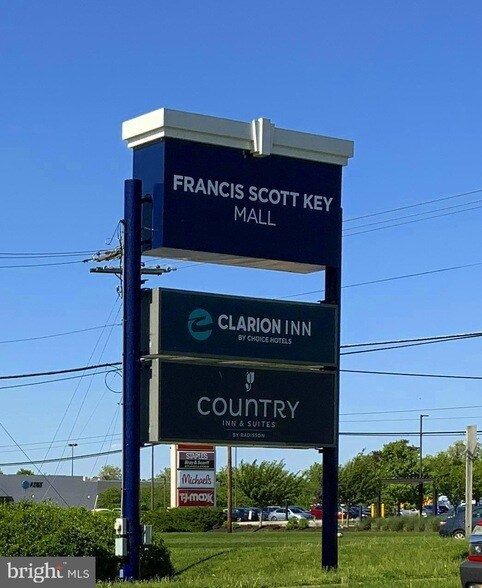 FRANCIS SCOTT KEY
MALL
CLARION INN
BY CHOICE HOTELS
COUNTRY
INN & SUITES
BY RADISSON
STAPLES
Michaels
T.J.maxx
AT&T
bright MLS